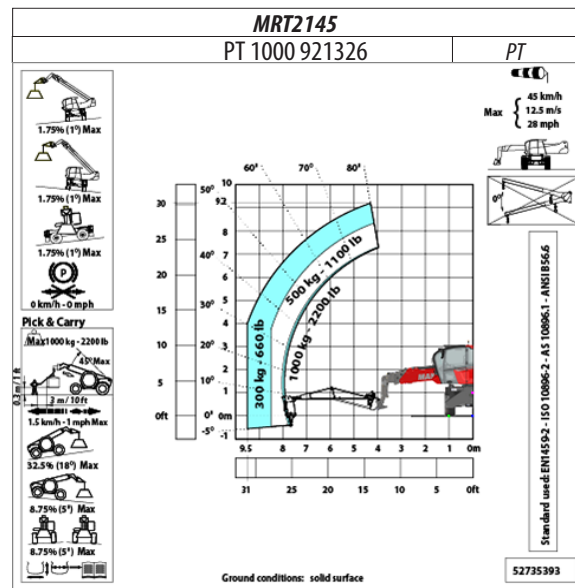 MRT2145
PT 1000 921326
PT
1.75% (1°) Max
1.75% (1°) Max
1.75% (1°) Max
P
0 km/h - 0 mph
Pick & Carry
Max 1000 kg - 2200 lb
45° Max
0.3 m / 1 ft
3 m / 10 ft
1.5 km/h - 1 mph Max
32.5% (18°) Max
8.75% (5°) Max
8.75% (5°) Max
Max
45 km/h
12.5 m/s
28 mph
0°
60°
70°
80°
50°
40°
30°
20°
10°
0°
-5°
30
25
20
15
10
5
0ft
10
9.2
8
7
6
5
4
3
2
1
0m
-1
300 kg - 660 lb
500 kg - 1100 lb
1000 kg - 2200 lb
9.5 8 7 6 5 4 3 2 1 0m
31 25 20 15 10 5 0ft
Standard used: EN1459-2 - ISO 10896-2 - AS 10896.1 - ANSI B56.6
Ground conditions: solid surface
52735393